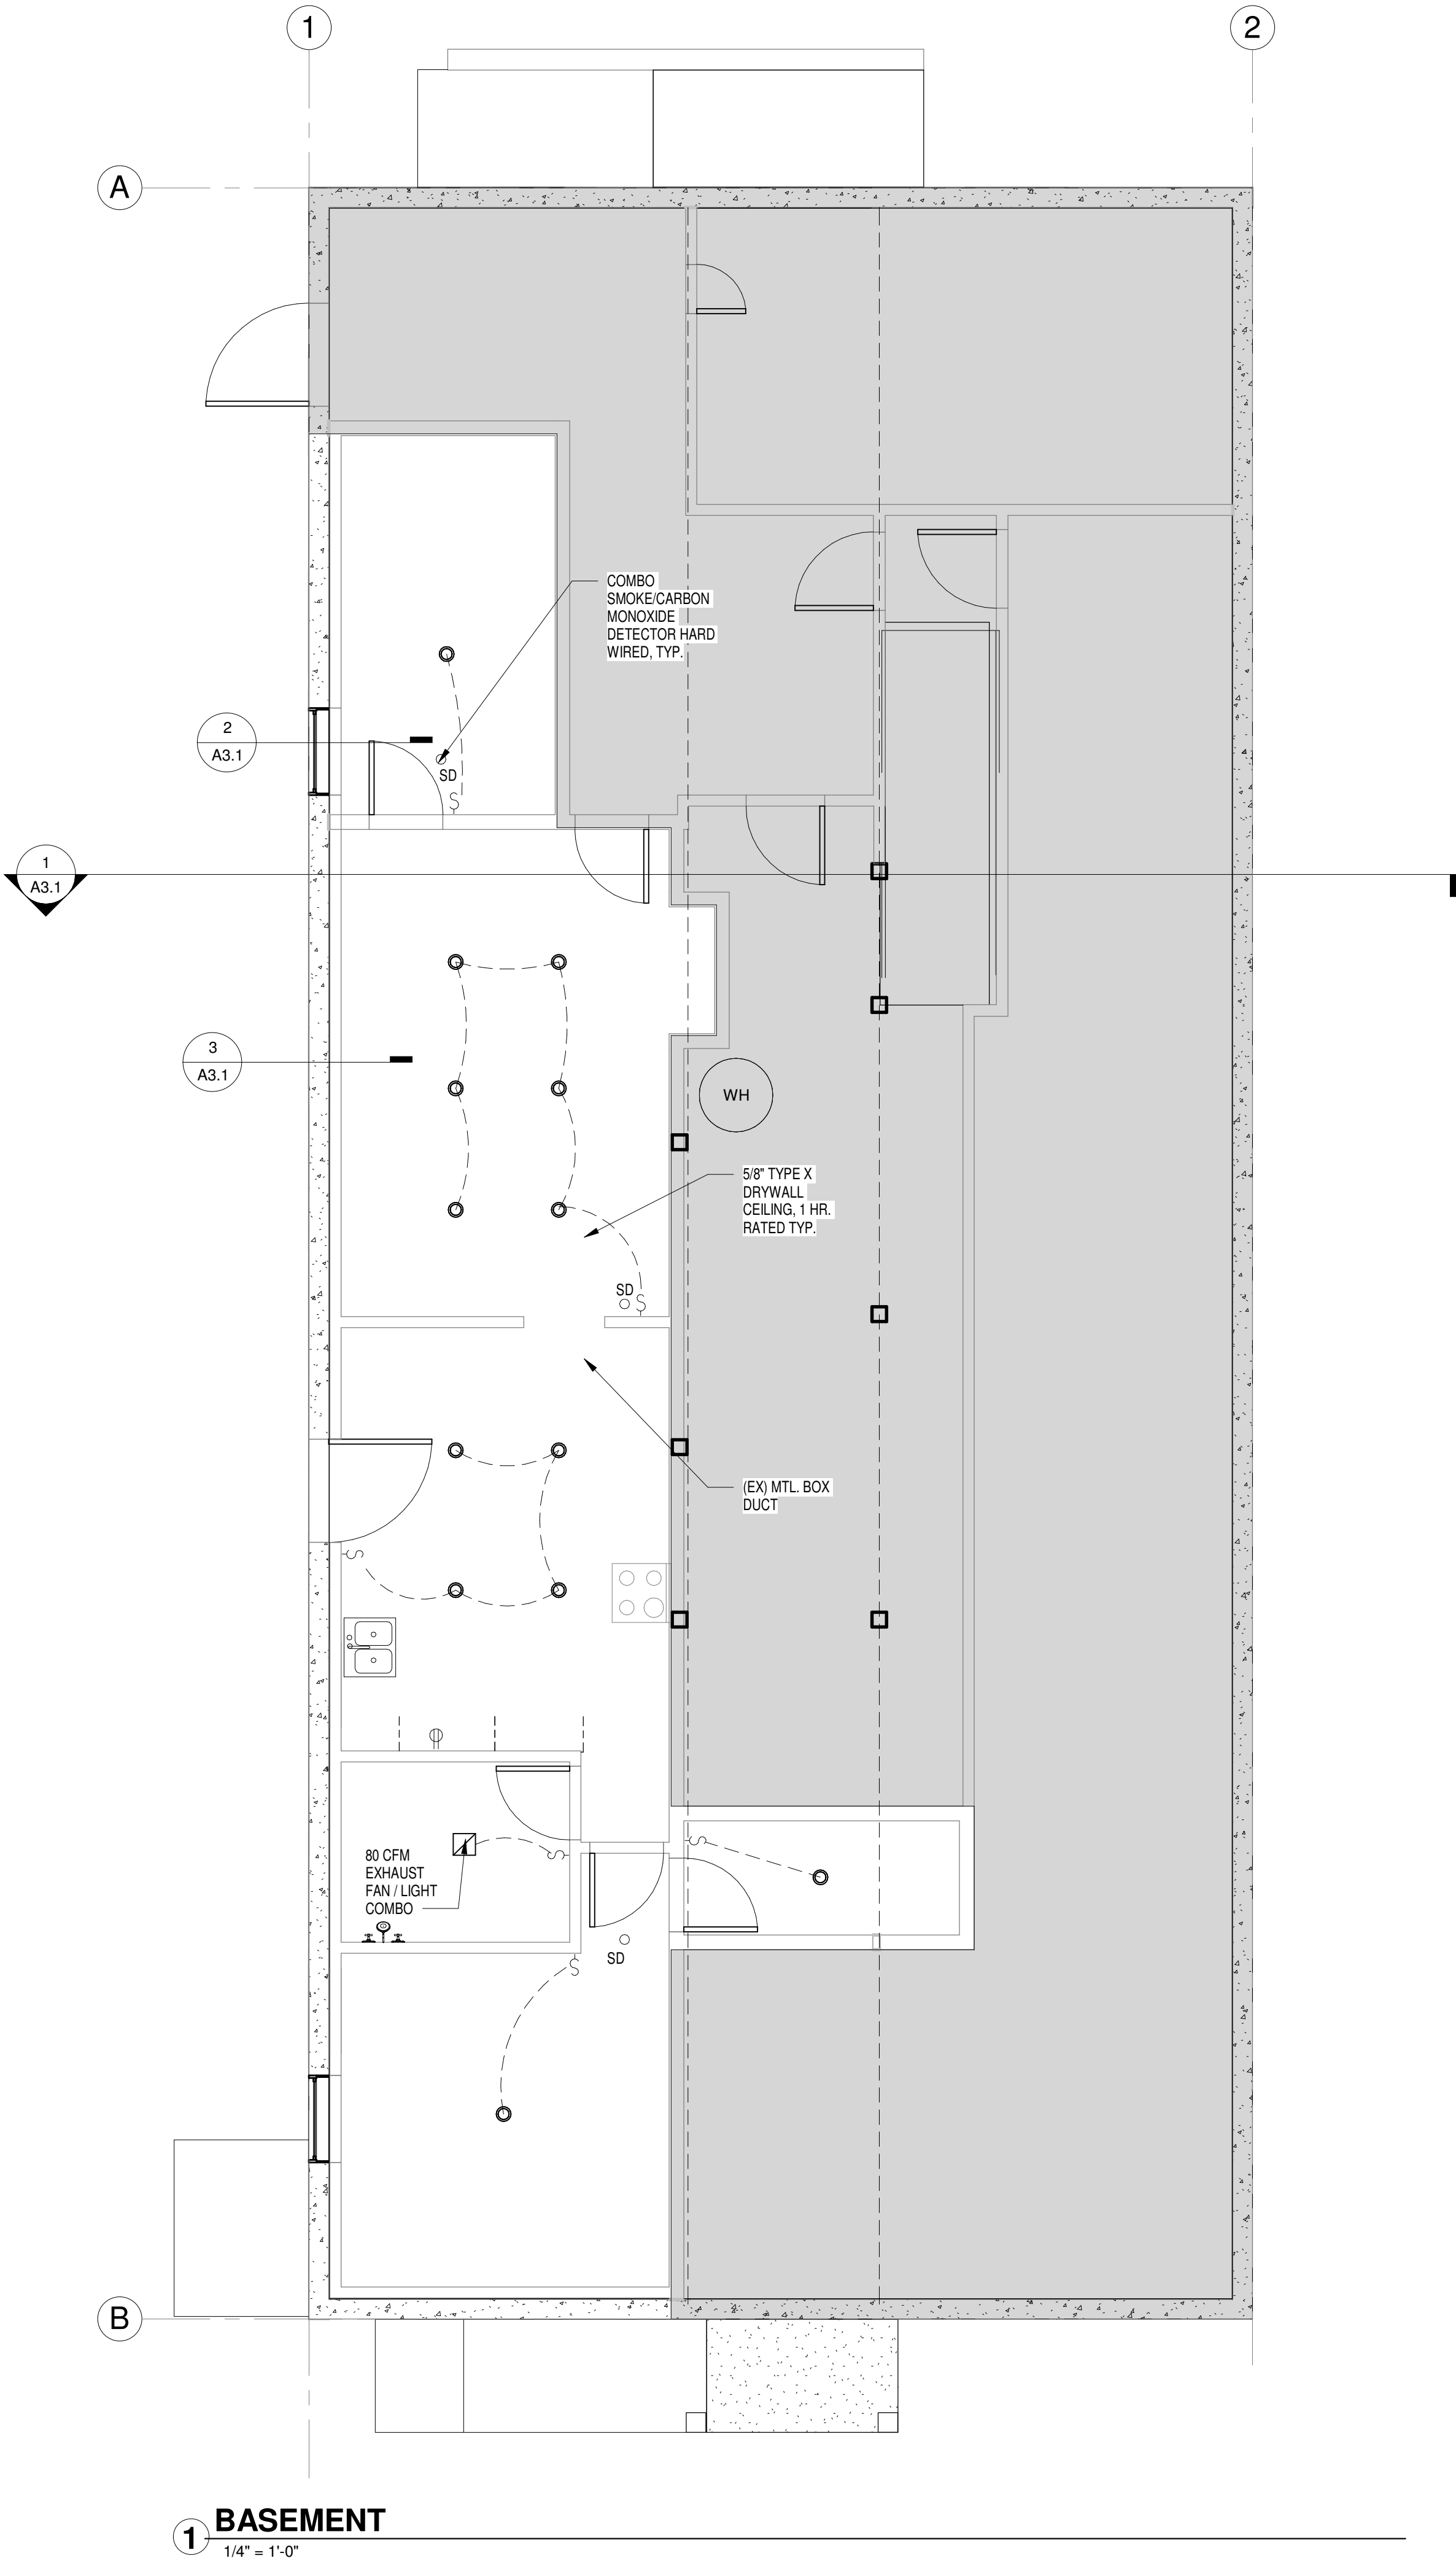 1
2
A
COMBO
SMOKE/CARBON
MONOXIDE
DETECTOR HARD
WIRED, TYP.
2
A3.1
SD
1
A3.1
3
A3.1
WH
5/8" TYPE X
DRYWALL
CEILING, 1 HR.
RATED TYP.
SD
(EX) MTL. BOX
DUCT
80 CFM
EXHAUST
FAN / LIGHT
COMBO
SD
B
1
BASEMENT
1/4" = 1'-0"